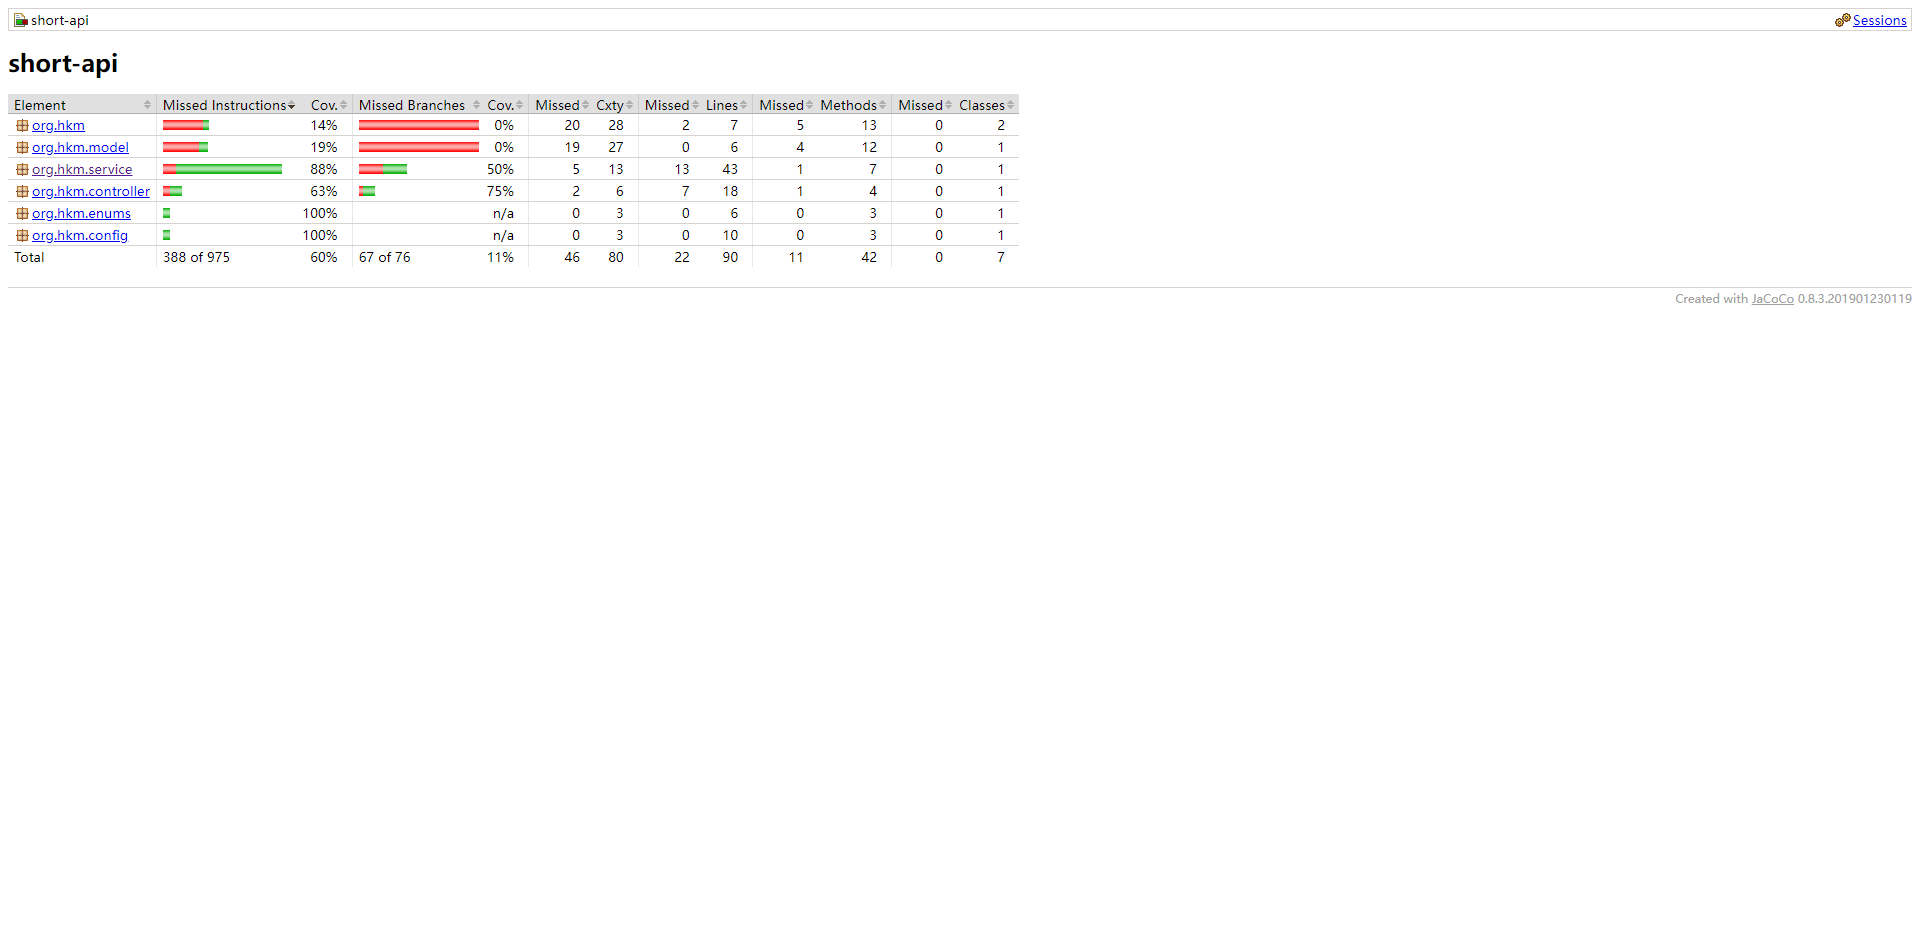 short-api Sessions
short-api
Element Missed Instructions Cov. Missed Branches Cov. Missed Cxty Missed Lines Missed Methods Missed Classes
org.hkm 14% 0% 20 28 2 7 5 13 0 2
org.hkm.model 19% 0% 19 27 0 6 4 12 0 1
org.hkm.service 88% 50% 5 13 13 43 1 7 0 1
org.hkm.controller 63% 75% 2 6 7 18 1 4 0 1
org.hkm.enums 100% n/a 0 3 0 6 0 3 0 1
org.hkm.config 100% n/a 0 3 0 10 0 3 0 1
Total 388 of 975 60% 67 of 76 11% 46 80 22 90 11 42 0 7
Created with JaCoCo 0.8.3.201901230119